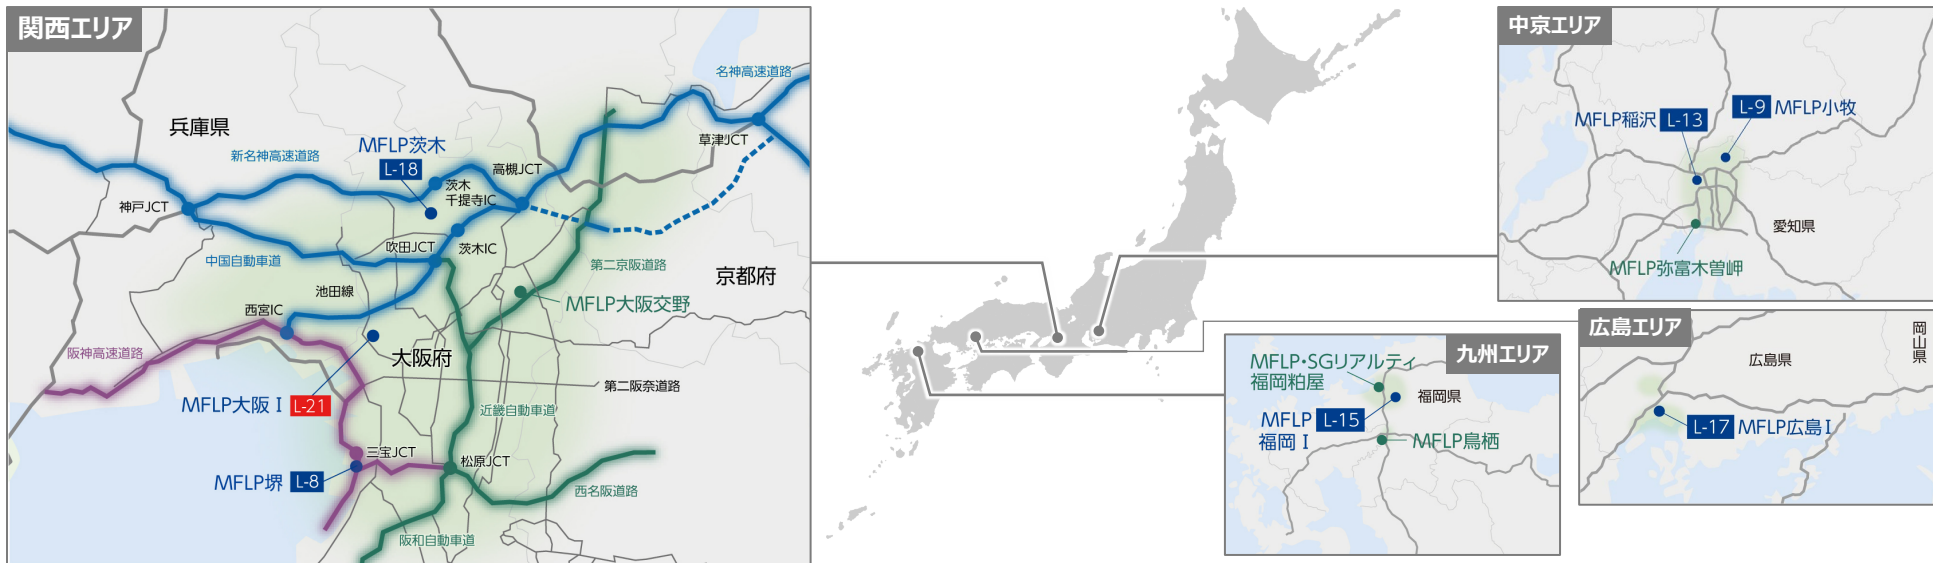 関西エリア
名神高速道路
兵庫県
草津JCT
MFLP茨木
L-18
新名神高速道路
高槻JCT
茨木
千提寺IC
神戸JCT
吹田JCT
茨木IC
中国自動車道
第二京阪道路
京都府
池田線
MFLP大阪交野
西宮IC
阪神高速道路
大阪府
第二阪奈道路
MFLP大阪Ⅰ L-21
近畿自動車道
三宝JCT
松原JCT
MFLP堺 L-8
西名阪道路
阪和自動車道
中京エリア
L-9 MFLP小牧
MFLP稲沢 L-13
愛知県
MFLP弥富木曽岬
九州エリア
MFLP・SGリアルティ
福岡粕屋
福岡県
MFLP L-15
福岡Ⅰ
MFLP鳥栖
広島エリア
岡山県
広島県
L-17 MFLP広島Ⅰ